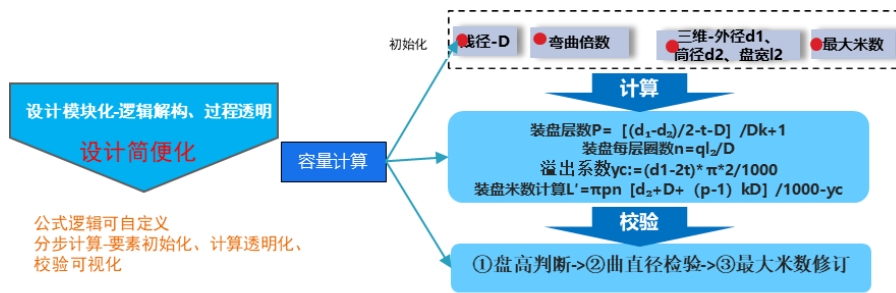 初始化
线径-D
弯曲倍数
三维-外径d1、
筒径d2、盘宽l2
最大米数
计算
设计模块化-逻辑解构、过程透明
设计简便化
容量计算
装盘层数P=［(d₁-d₂)/2-t-D］/Dk+1
装盘每层圈数n=ql₂/D
溢出系数yc:=(d1-2t)*π*2/1000
装盘米数计算L'=πpn［d₂+D+（p-1）kD］/1000-yc
校验
公式逻辑可自定义
分步计算-要素初始化、计算透明化、
校验可视化
①盘高判断->②曲直径检验->③最大米数修订